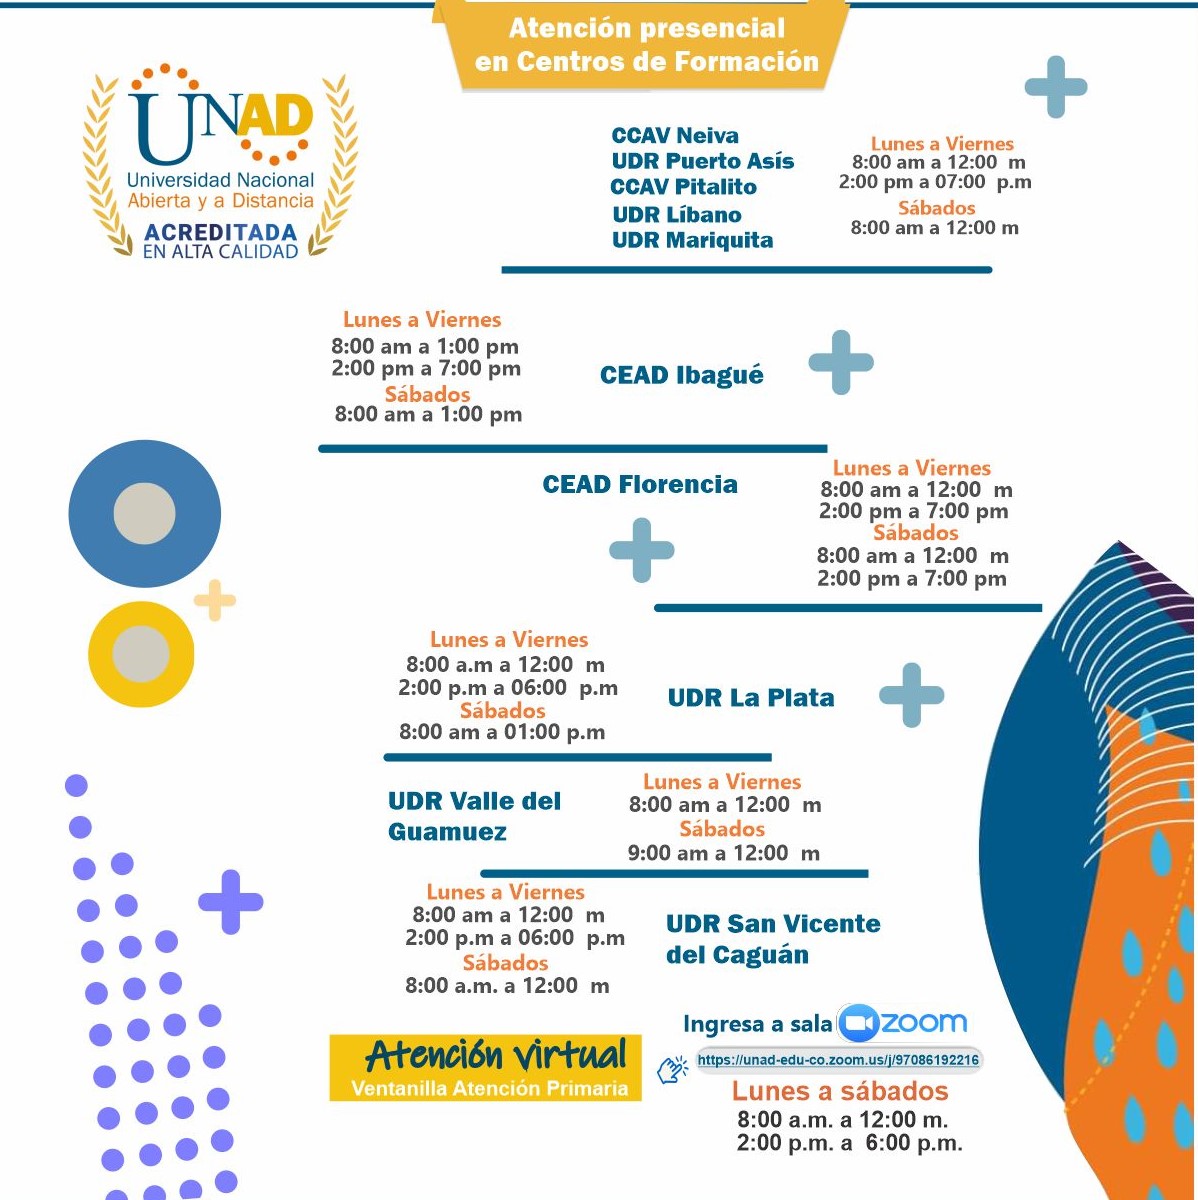 Atención presencial
en Centros de Formación
UNAD
Universidad Nacional
Abierta y a Distancia
ACREDITADA
EN ALTA CALIDAD
CCAV Neiva
UDR Puerto Asís
CCAV Pitalito
UDR Líbano
UDR Mariquita
Lunes a Viernes
8:00 am a 12:00 m
2:00 pm a 07:00 p.m
Sábados
8:00 am a 12:00 m
Lunes a Viernes
8:00 am a 1:00 pm
2:00 pm a 7:00 pm
Sábados
8:00 am a 1:00 pm
CEAD Ibagué
CEAD Florencia
Lunes a Viernes
8:00 am a 12:00 m
2:00 pm a 7:00 pm
Sábados
8:00 am a 12:00 m
2:00 pm a 7:00 pm
Lunes a Viernes
8:00 a.m a 12:00 m
2:00 p.m a 06:00 p.m
Sábados
8:00 am a 01:00 p.m
UDR La Plata
UDR Valle del
Guamuez
Lunes a Viernes
8:00 am a 12:00 m
Sábados
9:00 am a 12:00 m
Lunes a Viernes
8:00 am a 12:00 m
2:00 p.m a 06:00 p.m
Sábados
8:00 a.m. a 12:00 m
UDR San Vicente
del Caguán
Atención virtual
Ventanilla Atención Primaria
Ingresa a sala zoom
https://unad-edu-co.zoom.us/j/97086192216
Lunes a sábados
8:00 a.m. a 12:00 m.
2:00 p.m. a 6:00 p.m.